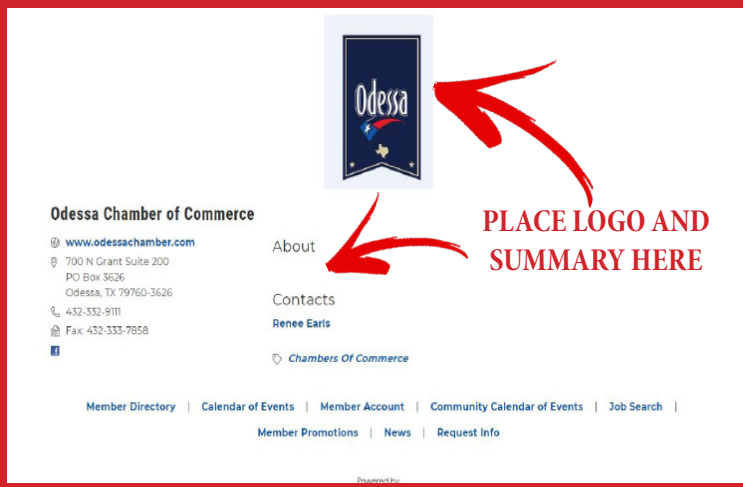 Odessa
PLACE LOGO AND
SUMMARY HERE
Odessa Chamber of Commerce
www.odessachamber.com
700 N Grant Suite 200
PO Box 3626
Odessa, TX 79760-3626
432-332-9111
Fax: 432-333-7858
About
Contacts
Renee Earls
Chambers Of Commerce
Member Directory | Calendar of Events | Member Account | Community Calendar of Events | Job Search |
Member Promotions | News | Request Info
Powered by